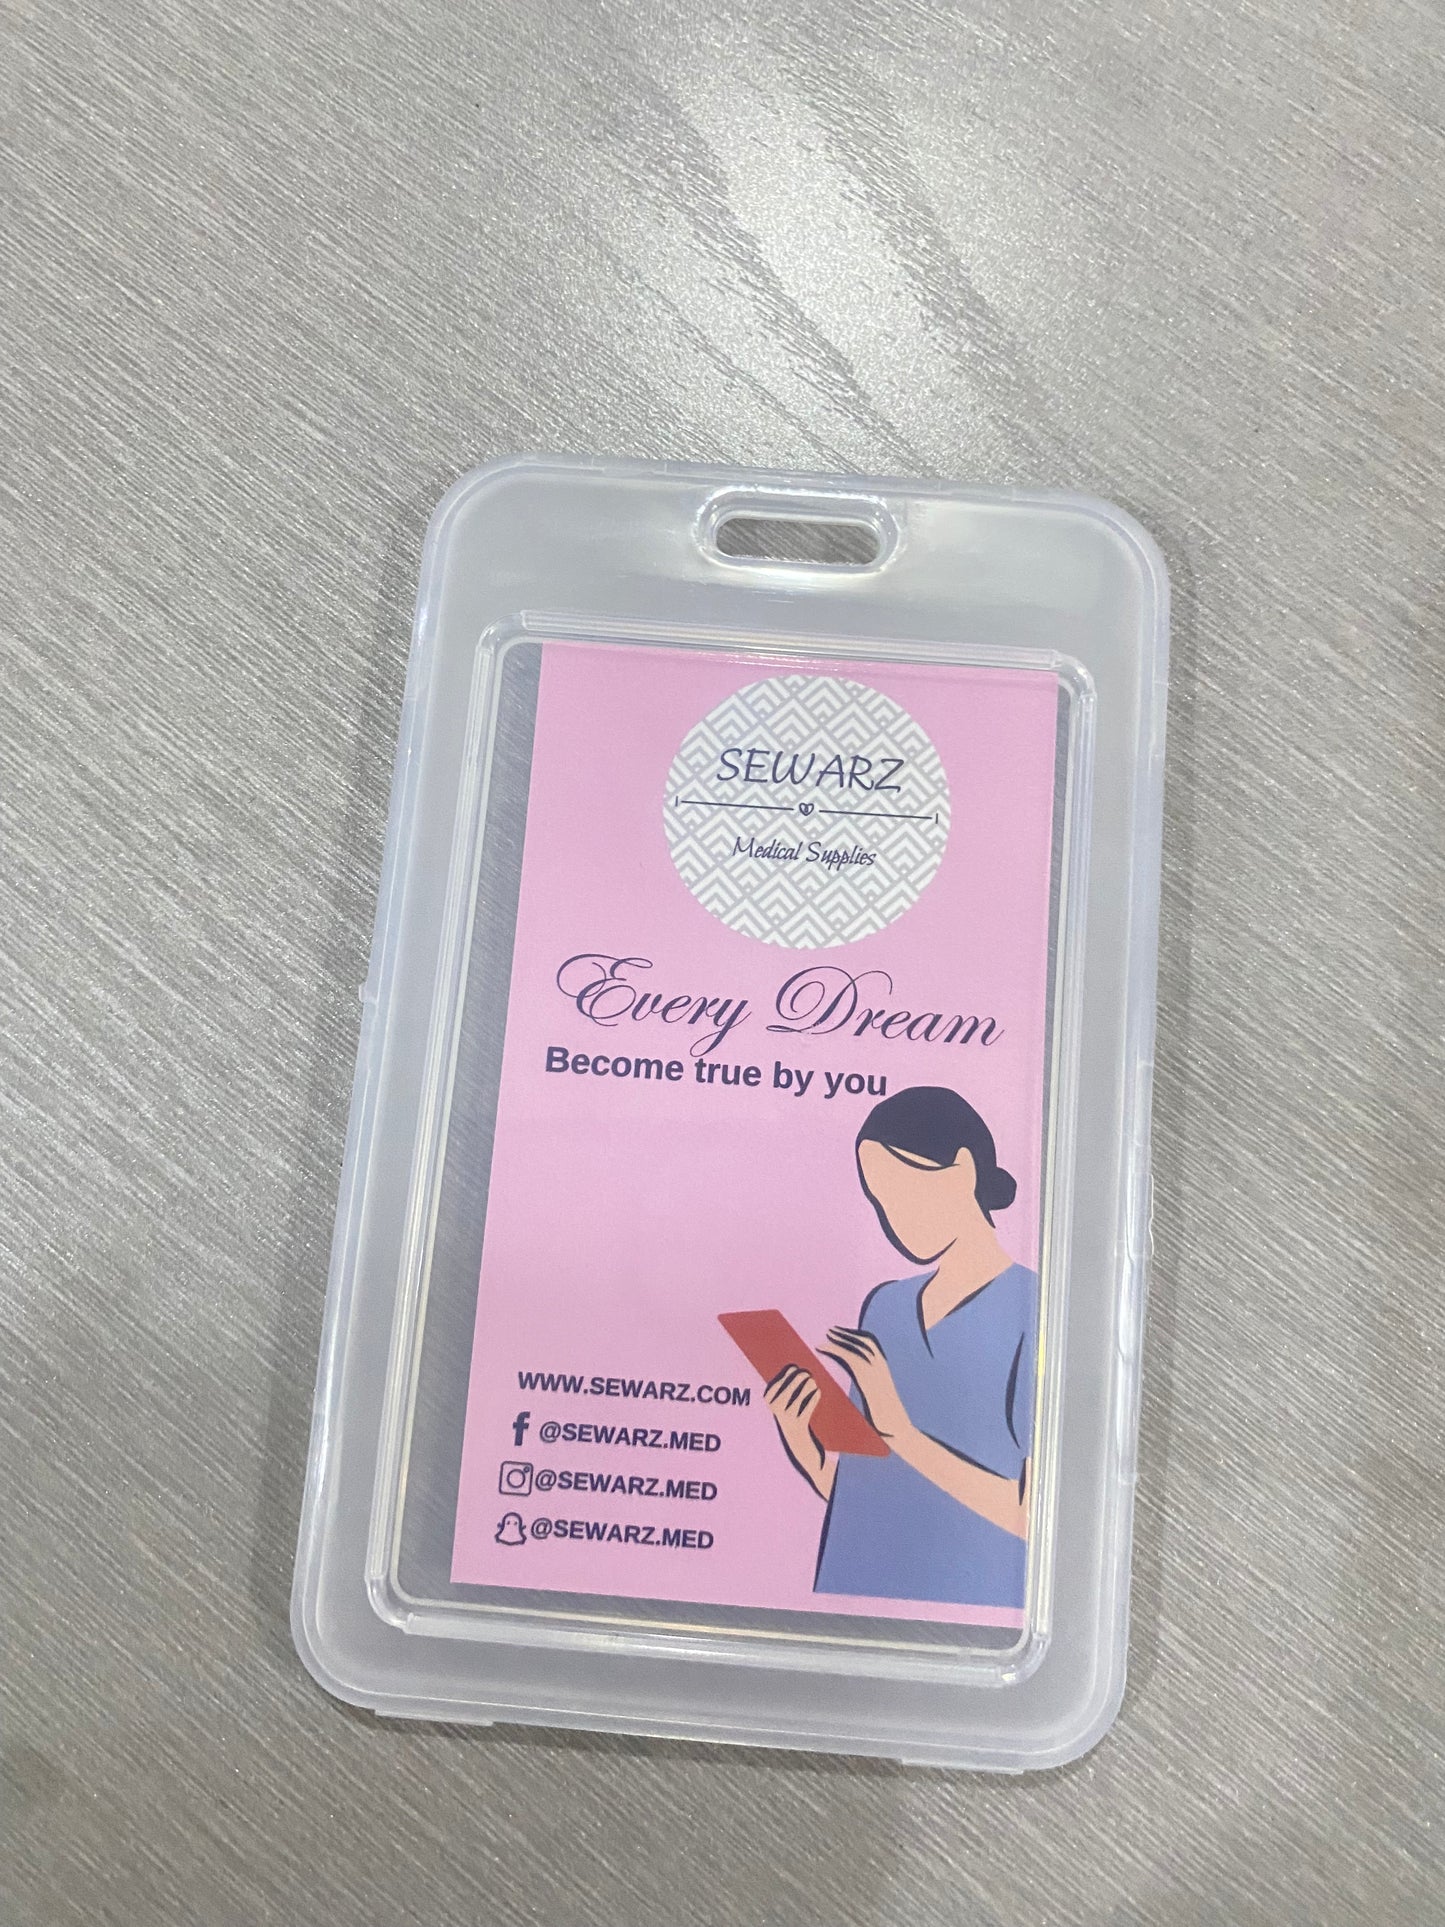 SEWARZ
Medical Supplies
Every Dream
Become true by you
WWW.SEWARZ.COM
f @SEWARZ.MED
@SEWARZ.MED
@SEWARZ.MED